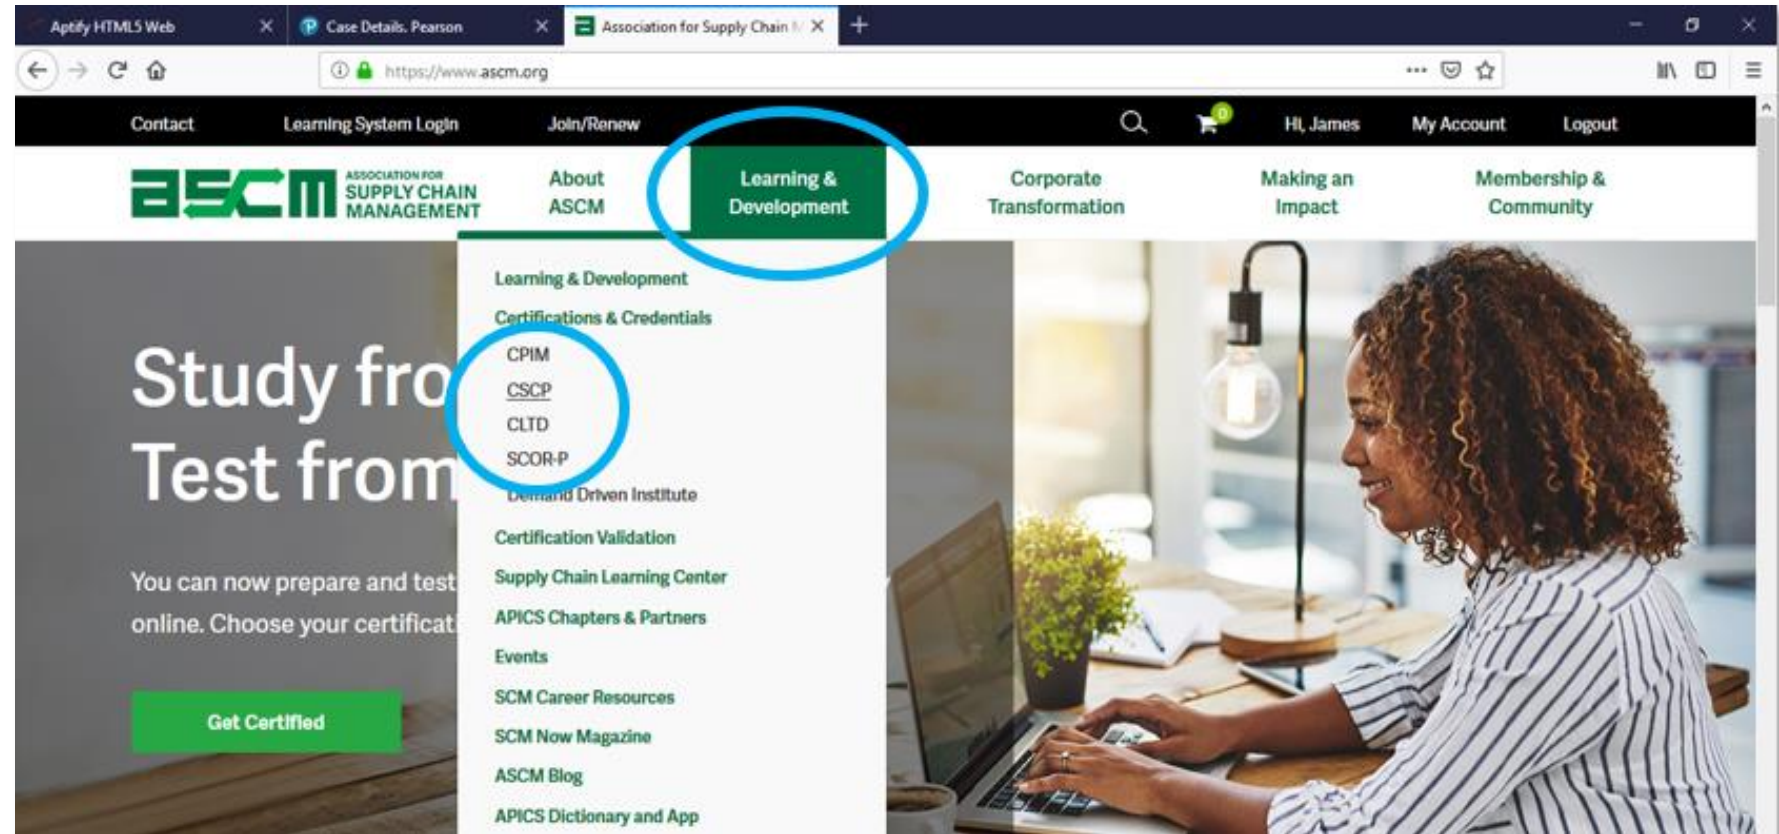 Aptify HTML5 Web
Case Details. Pearson
Association for Supply Chain
https://www.ascm.org
Contact
Learning System Login
Join/Renew
0
Hi, James
My Account
Logout
ascm
ASSOCIATION FOR
SUPPLY CHAIN
MANAGEMENT
About
ASCM
Learning &
Development
Corporate
Transformation
Making an
Impact
Membership &
Community
Learning & Development
Certifications & Credentials
CPIM
CSCP
CLTD
SCOR-P
Demand Driven Institute
Certification Validation
Supply Chain Learning Center
APICS Chapters & Partners
Events
SCM Career Resources
SCM Now Magazine
ASCM Blog
APICS Dictionary and App
Study fro
Test from
You can now prepare and test
online. Choose your certificat
Get Certified